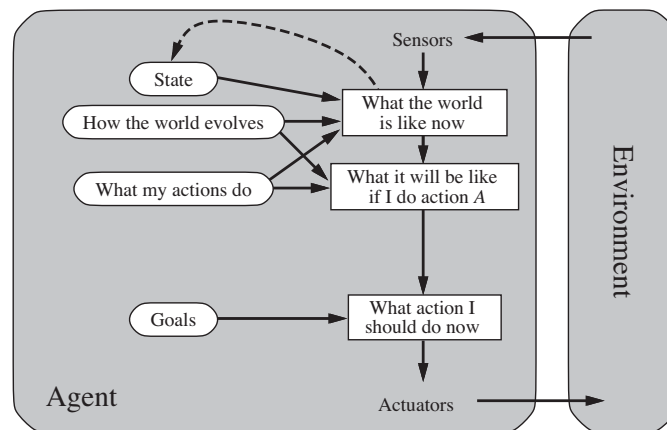 Sensors
State
What the world
is like now
How the world evolves
What it will be like
if I do action A
What my actions do
Environment
What action I
should do now
Goals
Agent
Actuators